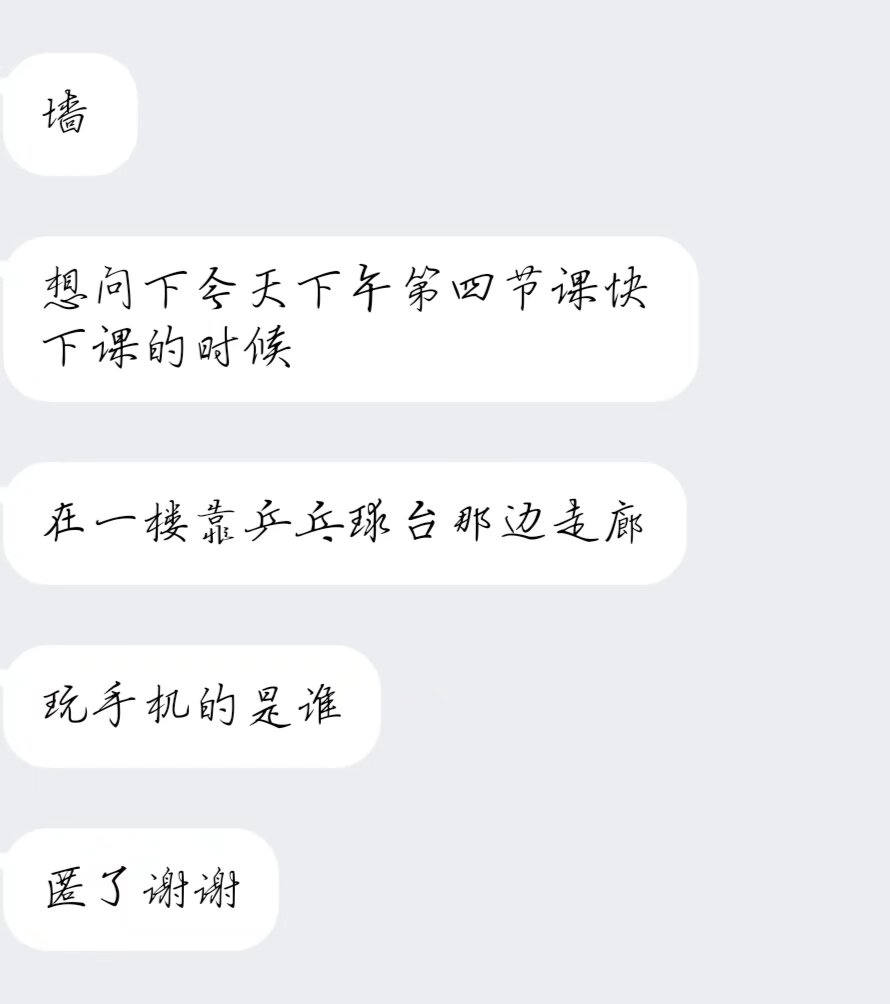 墙
想问下今天下午第四节课快
下课的时候
在一楼靠乒乓球台那边走廊
玩手机的是谁
匿了谢谢